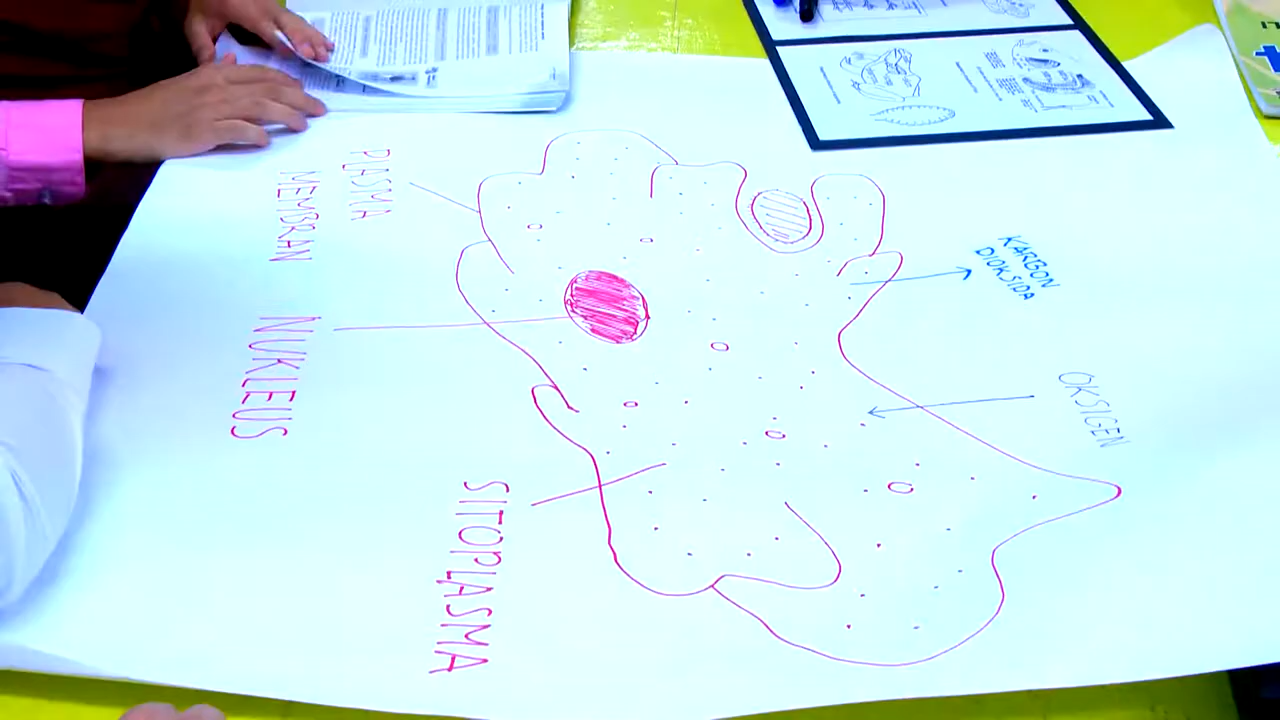 PLASMA
MEMBRAN
NUKLEUS
SITOPLASMA
KARBON
DIOKSIDA
OKSIGEN